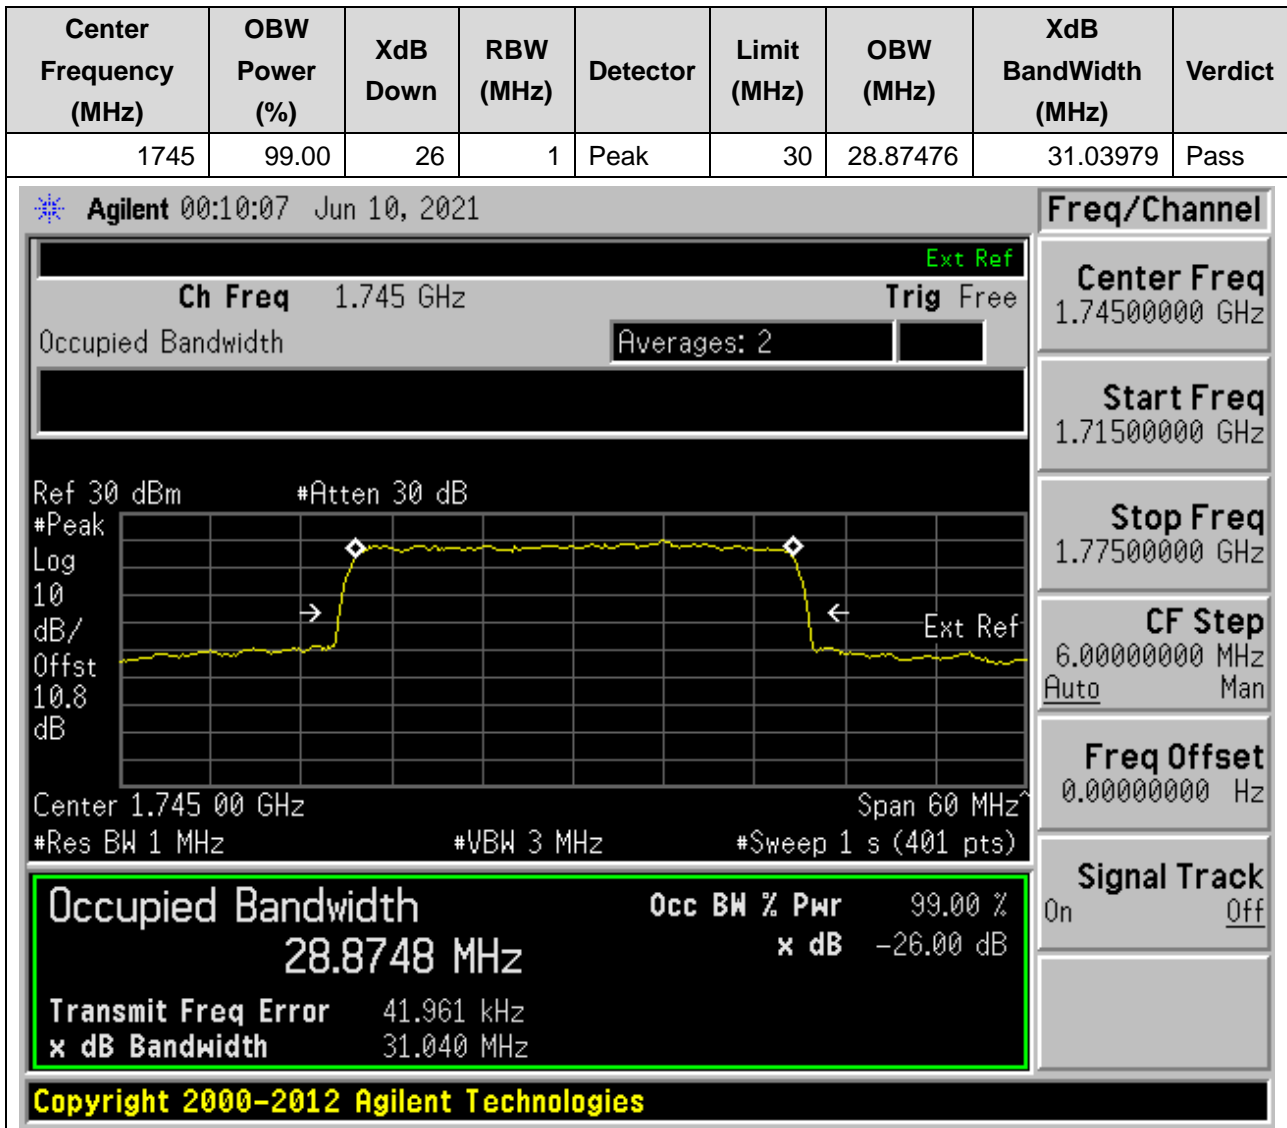 Center Frequency (MHz) OBW Power (%) XdB Down RBW (MHz) Detector Limit (MHz) OBW (MHz) XdB BandWidth (MHz) Verdict
1745 99.00 26 1 Peak 30 28.87476 31.03979 Pass
Agilent 00:10:07 Jun 10, 2021
Freq/Channel
Ext Ref
Ch Freq 1.745 GHz Trig Free
Occupied Bandwidth Averages: 2
Center Freq
1.74500000 GHz
Start Freq
1.71500000 GHz
Stop Freq
1.77500000 GHz
CF Step
6.00000000 MHz
Auto Man
Freq Offset
0.00000000 Hz
Signal Track
On Off
Ref 30 dBm #Atten 30 dB
#Peak
Log
10
dB/
Offst
10.8
dB
Ext Ref
Center 1.745 00 GHz Span 60 MHz^
#Res BW 1 MHz #VBW 3 MHz #Sweep 1 s (401 pts)
Occupied Bandwidth Occ BW % Pwr 99.00 %
28.8748 MHz x dB -26.00 dB
Transmit Freq Error 41.961 kHz
x dB Bandwidth 31.040 MHz
Copyright 2000-2012 Agilent Technologies